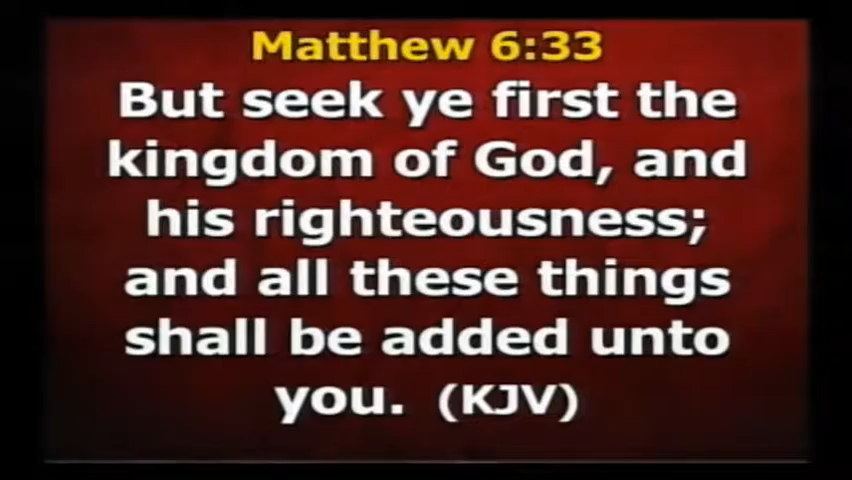 Matthew 6:33
But seek ye first the
kingdom of God, and
his righteousness;
and all these things
shall be added unto
you. (KJV)